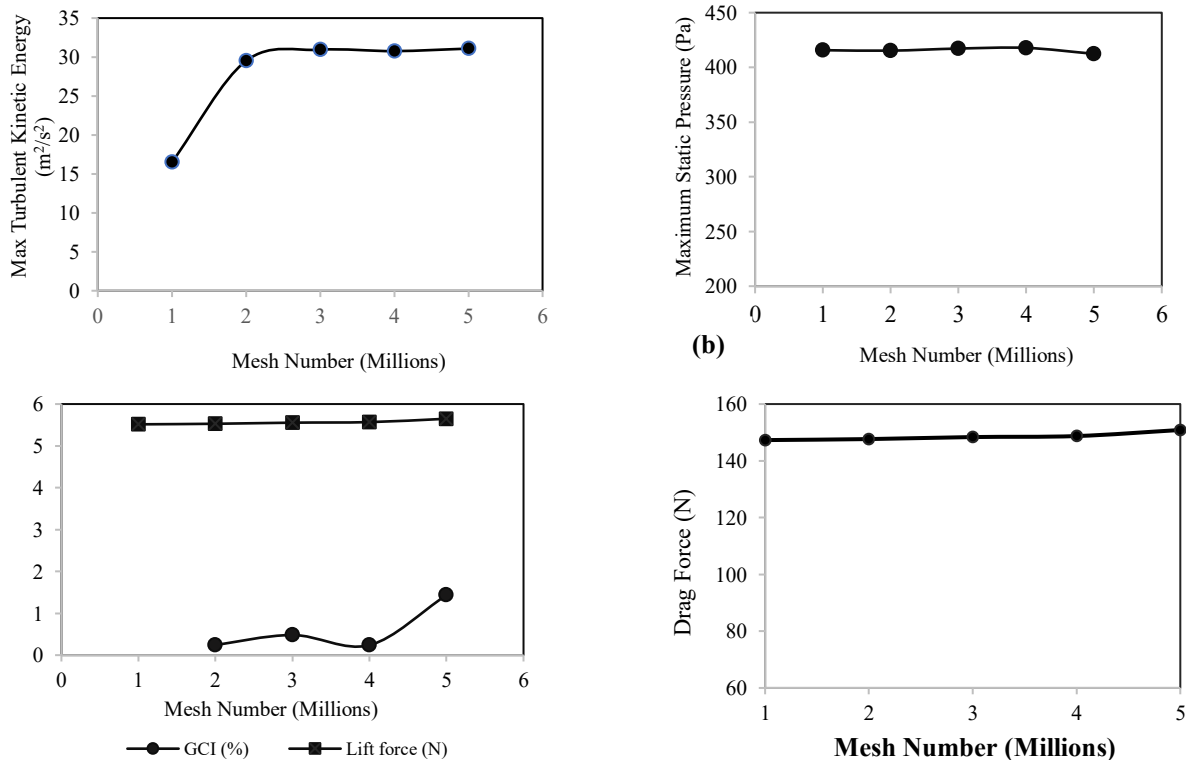 Max Turbulent Kinetic Energy
(m²/s²)
35
30
25
20
15
10
5
0
0 1 2 3 4 5 6
Mesh Number (Millions)
Maximum Static Pressure (Pa)
450
400
350
300
250
200
0 1 2 3 4 5 6
(b)
Mesh Number (Millions)
6
5
4
3
2
1
0
0 1 2 3 4 5 6
Mesh Number (Millions)
GCI (%) Lift force (N)
Drag Force (N)
160
140
120
100
80
60
1 2 3 4 5
Mesh Number (Millions)